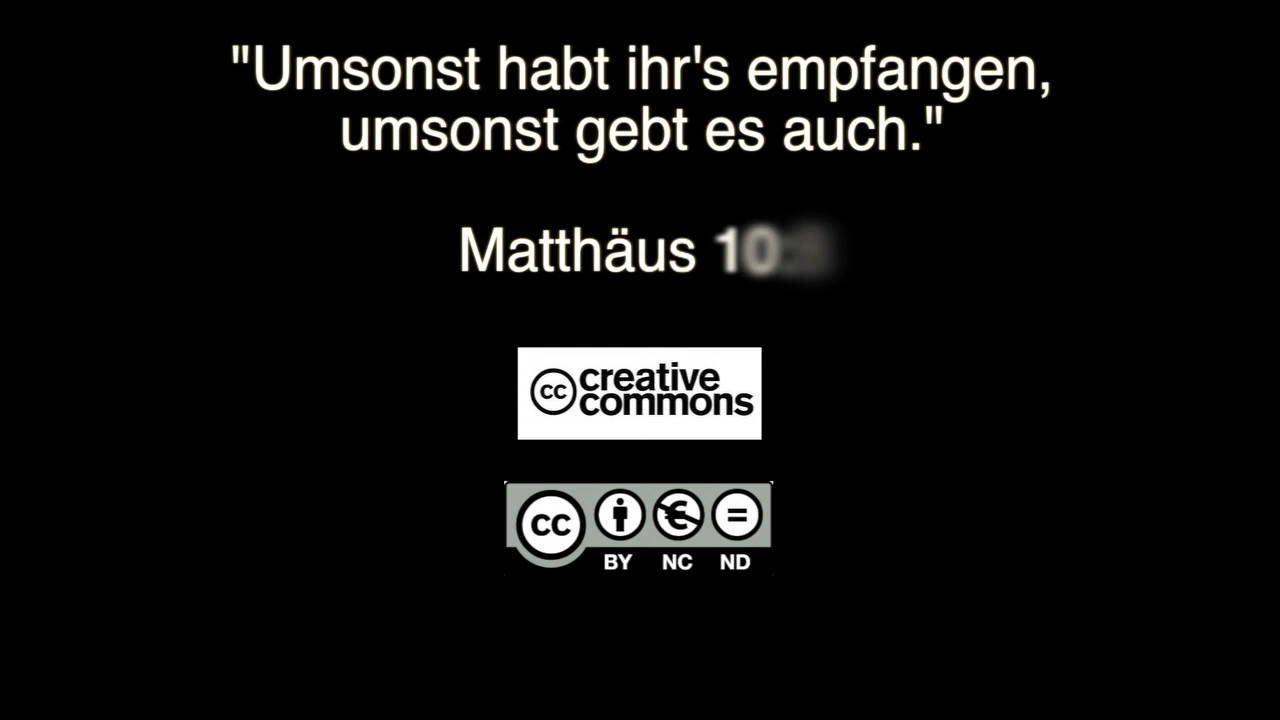 "Umsonst habt ihr's empfangen,
umsonst gebt es auch."
Matthäus
cc creative
commons
cc
BY NC ND